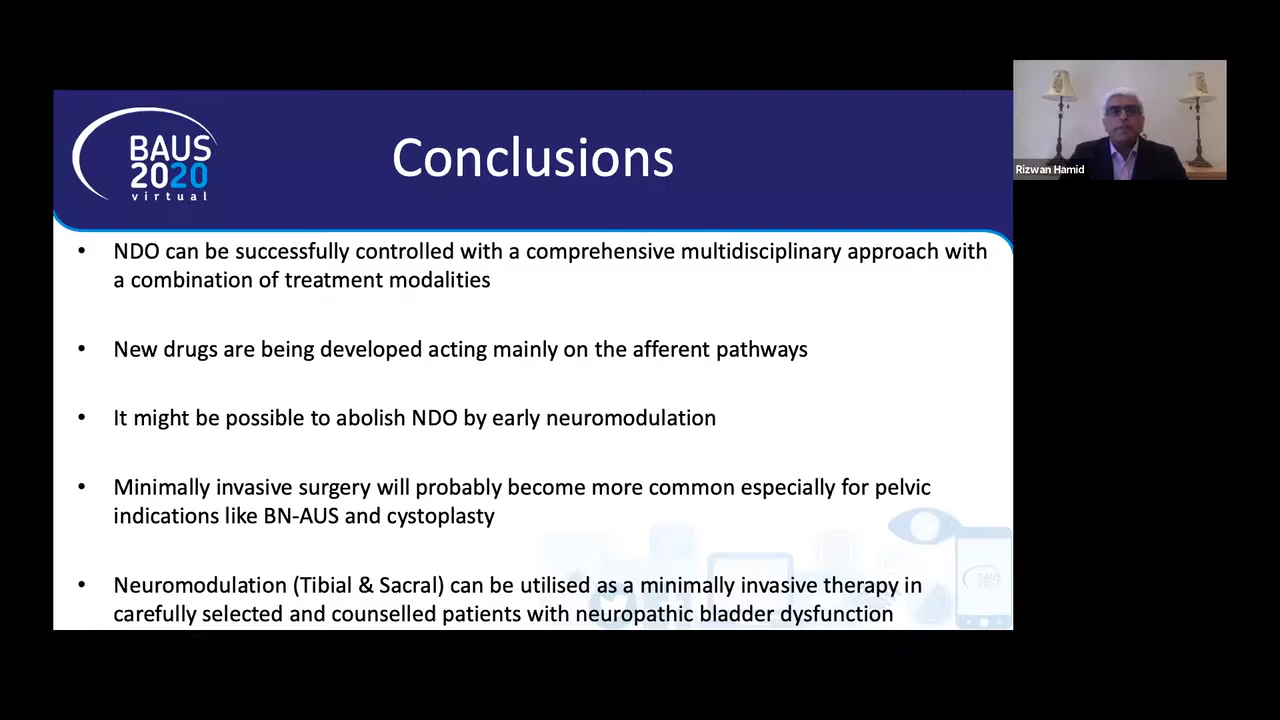 BAUS
2020
virtual
Conclusions
Rizwan Hamid
• NDO can be successfully controlled with a comprehensive multidisciplinary approach with
a combination of treatment modalities
• New drugs are being developed acting mainly on the afferent pathways
• It might be possible to abolish NDO by early neuromodulation
• Minimally invasive surgery will probably become more common especially for pelvic
indications like BN-AUS and cystoplasty
• Neuromodulation (Tibial & Sacral) can be utilised as a minimally invasive therapy in
carefully selected and counselled patients with neuropathic bladder dysfunction
BAUS